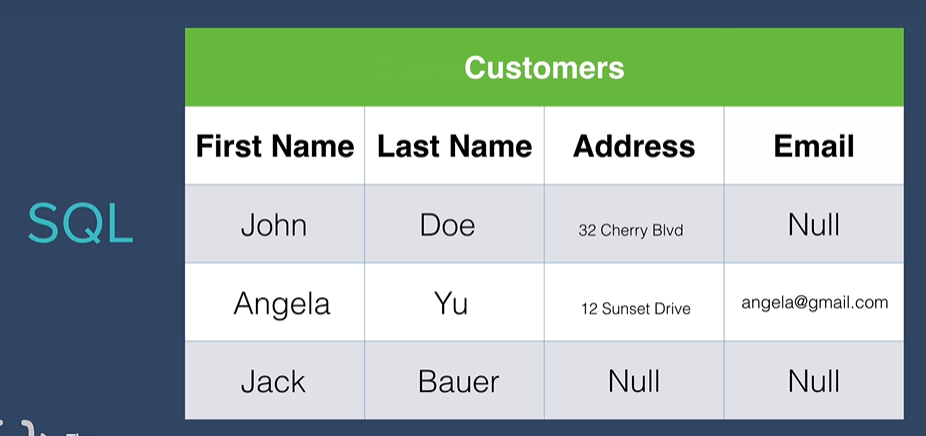 Customers
First Name Last Name Address Email
SQL
John Doe 32 Cherry Blvd Null
Angela Yu 12 Sunset Drive angela@gmail.com
Jack Bauer Null Null